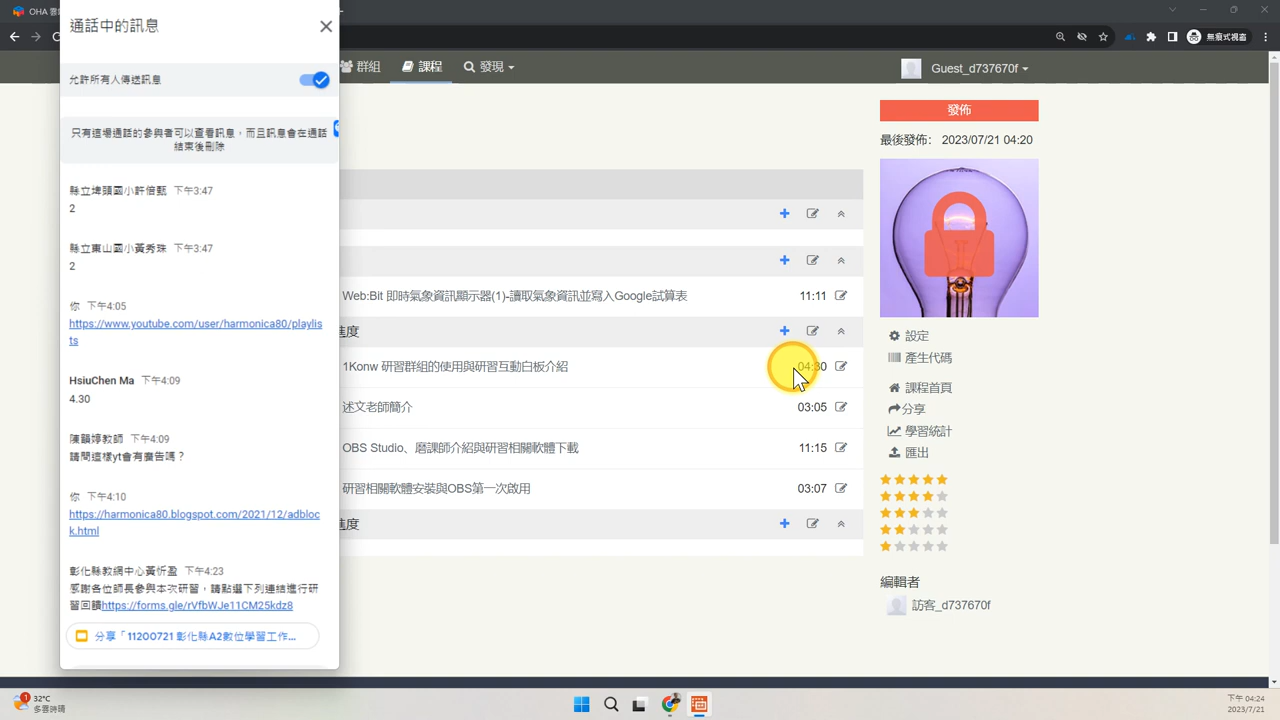 OHA 雲
無痕式視窗
通話中的訊息
允許所有人傳送訊息
只有這場通話的參與者可以查看訊息，而且訊息會在通話
結束後刪除
縣立埤頭國小許倍甄 下午3:47
2
縣立東山國小黃秀珠 下午3:47
2
你 下午4:05
https://www.youtube.com/user/harmonica80/playlis
ts
HsiuChen Ma 下午4:09
4.30
陳韻婷教師 下午4:09
請問這樣yt會有廣告嗎？
你 下午4:10
https://harmonica80.blogspot.com/2021/12/adbloc
k.html
彰化縣教網中心黃忻盈 下午4:23
感謝各位師長參與本次研習，請點選下列連結進行研
習回饋https://forms.gle/rVfbWJe11CM25kdz8
分享「11200721 彰化縣A2數位學習工作...
群組
課程
發現
Guest_d737670f
Web:Bit 即時氣象資訊顯示器(1)-讀取氣象資訊並寫入Google試算表 11:11
進度
1Konw 研習群組的使用與研習互動白板介紹 04:30
述文老師簡介 03:05
OBS Studio、磨課師介紹與研習相關軟體下載 11:15
研習相關軟體安裝與OBS第一次啟用 03:07
進度
發佈
最後發佈： 2023/07/21 04:20
設定
產生代碼
課程首頁
分享
學習統計
匯出
編輯者
訪客_d737670f
1
32°C
多雲時晴
下午 04:24
2023/7/21